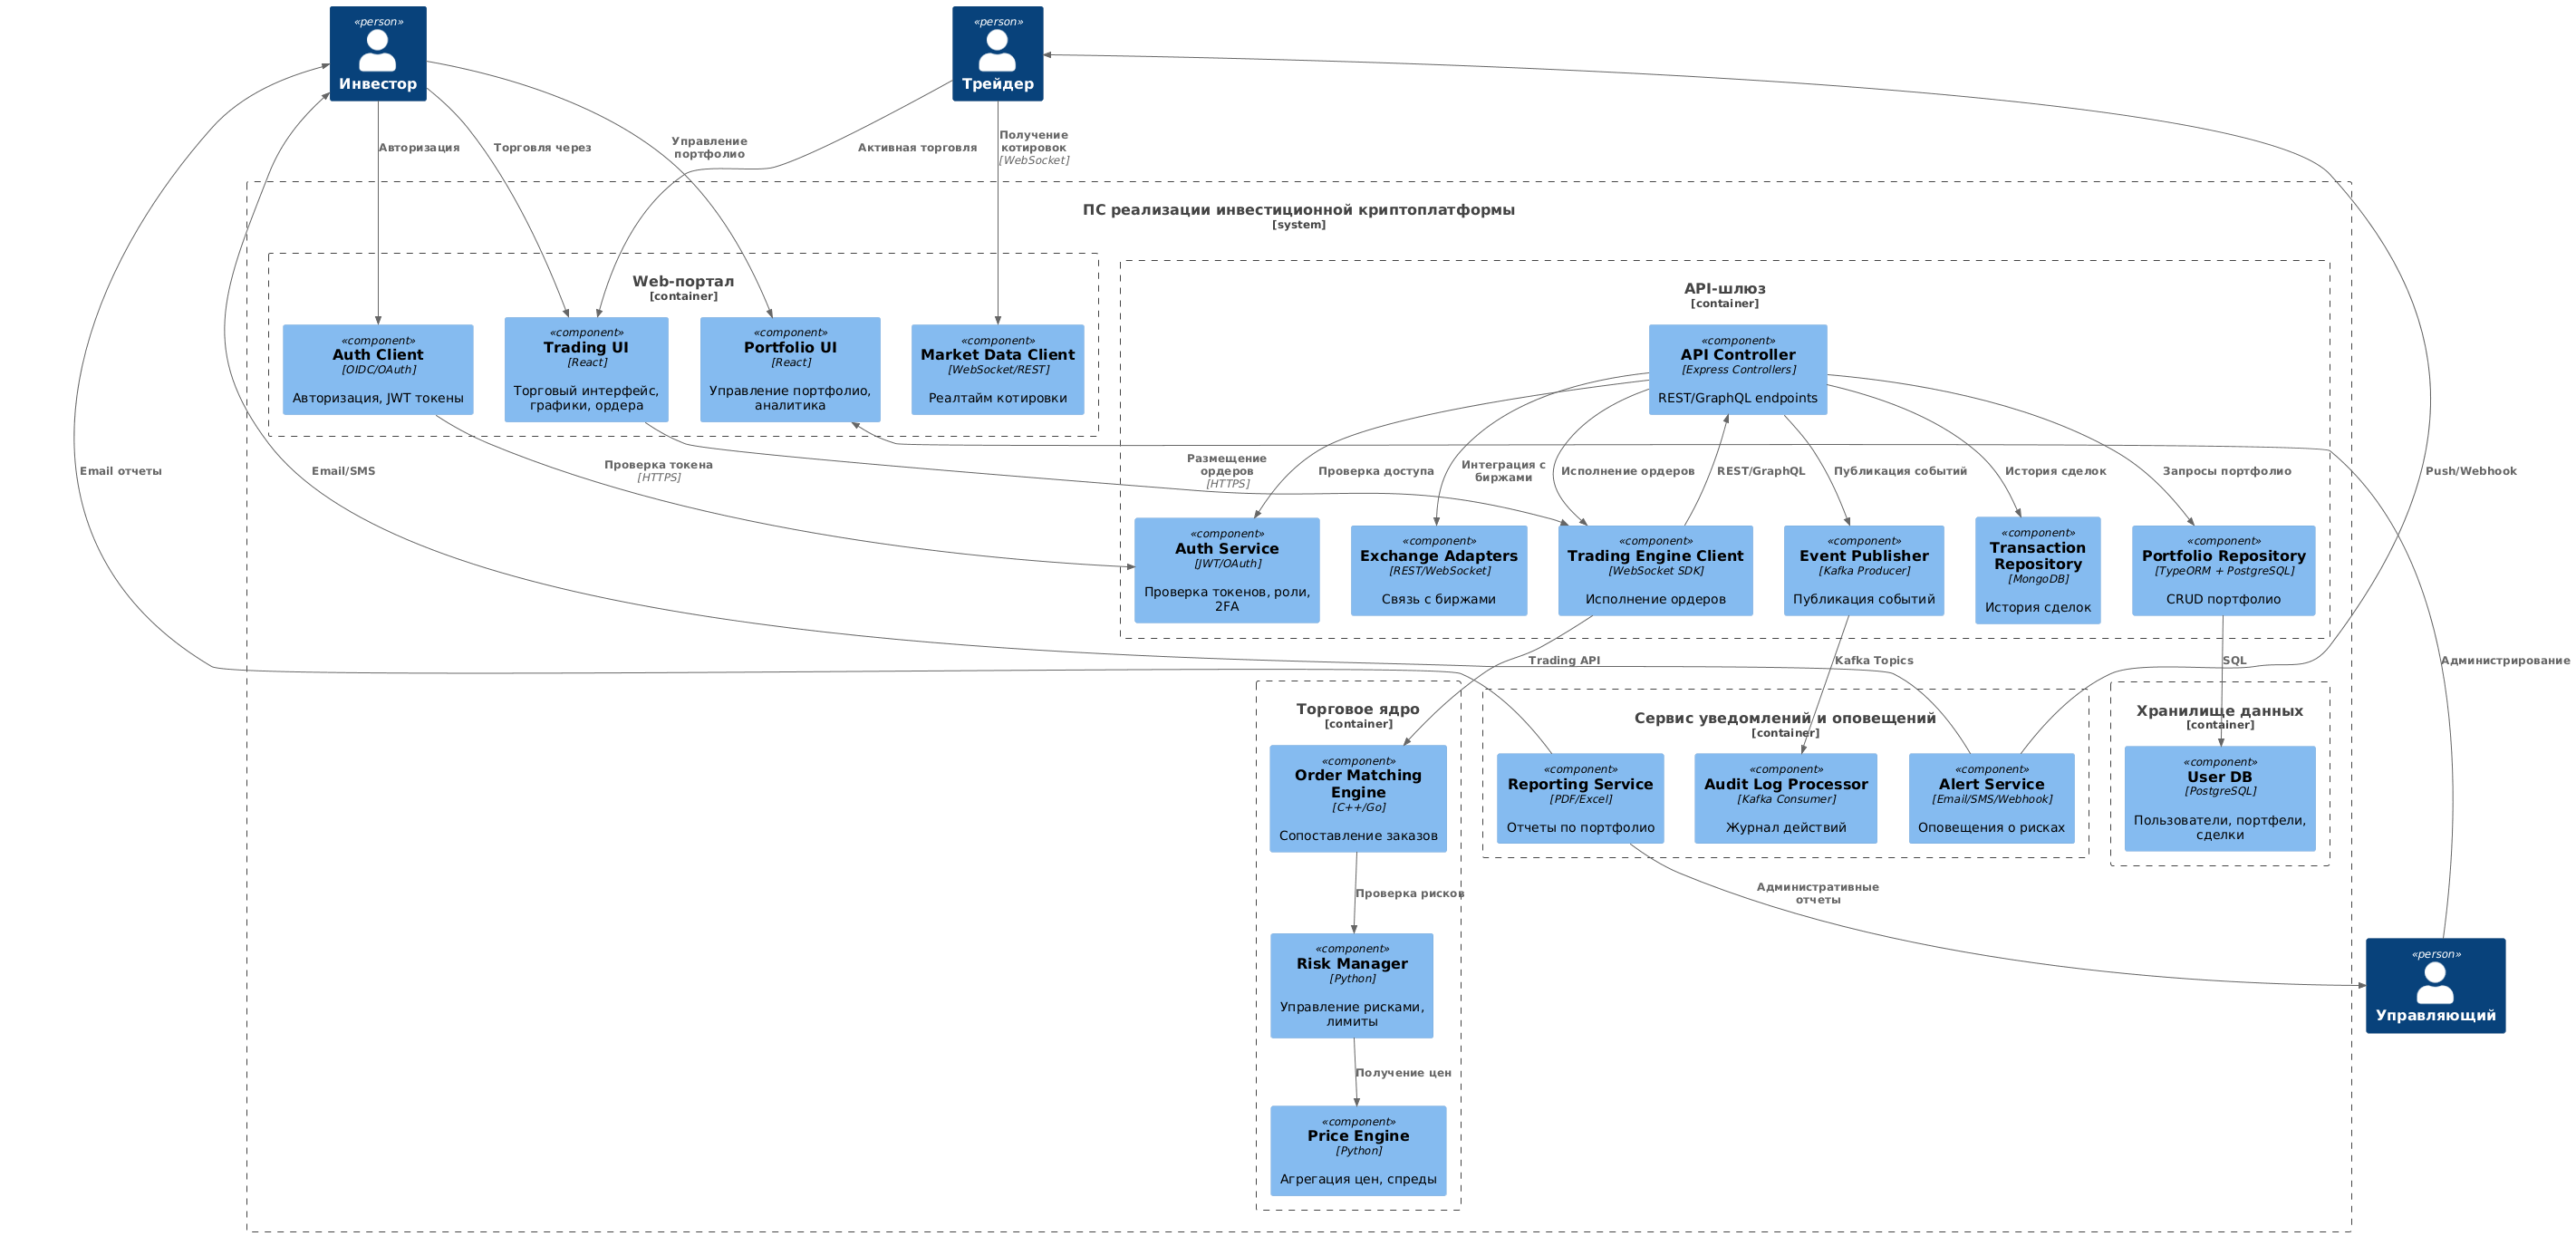 «person»
Инвестор
«person»
Трейдер
Авторизация
Торговля через
Управление
портфолио
Активная торговля
Получение
котировок
[WebSocket]
ПС реализации инвестиционной криптоплатформы
[system]
Web-портал
[container]
«component»
Auth Client
[OIDC/OAuth]
Авторизация, JWT токены
«component»
Trading UI
[React]
Торговый интерфейс,
графики, ордера
«component»
Portfolio UI
[React]
Управление портфолио,
аналитика
«component»
Market Data Client
[WebSocket/REST]
Реалтайм котировки
API-шлюз
[container]
«component»
API Controller
[Express Controllers]
REST/GraphQL endpoints
Email отчеты
Email/SMS
Проверка токена
[HTTPS]
Размещение
ордеров
[HTTPS]
Проверка доступа
Интеграция с
биржами
Исполнение ордеров
REST/GraphQL
Публикация событий
История сделок
Запросы портфолио
Push/Webhook
«component»
Auth Service
[JWT/OAuth]
Проверка токенов, роли,
2FA
«component»
Exchange Adapters
[REST/WebSocket]
Связь с биржами
«component»
Trading Engine Client
[WebSocket SDK]
Исполнение ордеров
«component»
Event Publisher
[Kafka Producer]
Публикация событий
«component»
Transaction
Repository
[MongoDB]
История сделок
«component»
Portfolio Repository
[TypeORM + PostgreSQL]
CRUD портфолио
Trading API
Kafka Topics
SQL
Администрирование
Торговое ядро
[container]
«component»
Order Matching
Engine
[C++/Go]
Сопоставление заказов
Сервис уведомлений и оповещений
[container]
«component»
Reporting Service
[PDF/Excel]
Отчеты по портфолио
«component»
Audit Log Processor
[Kafka Consumer]
Журнал действий
«component»
Alert Service
[Email/SMS/Webhook]
Оповещения о рисках
Хранилище данных
[container]
«component»
User DB
[PostgreSQL]
Пользователи, портфели,
сделки
Проверка рисков
Административные
отчеты
«component»
Risk Manager
[Python]
Управление рисками,
лимиты
«person»
Управляющий
Получение цен
«component»
Price Engine
[Python]
Агрегация цен, спреды